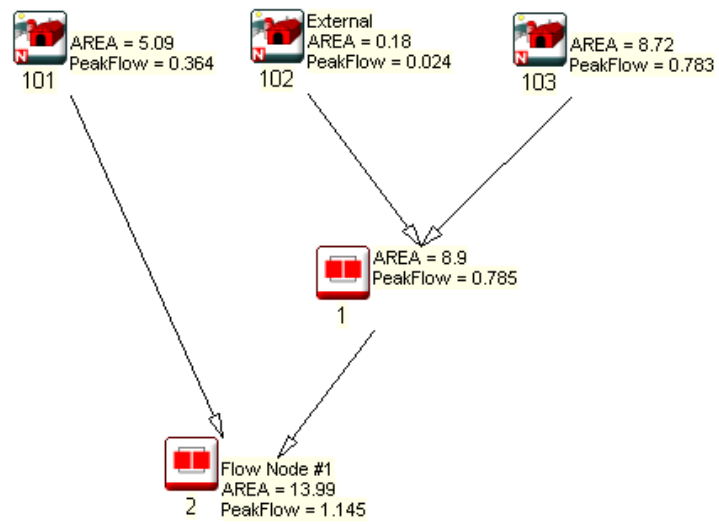 AREA = 5.09
PeakFlow = 0.364
N
101
External
AREA = 0.18
PeakFlow = 0.024
N
102
AREA = 8.72
PeakFlow = 0.783
N
103
AREA = 8.9
PeakFlow = 0.785
1
Flow Node #1
AREA = 13.99
PeakFlow = 1.145
2